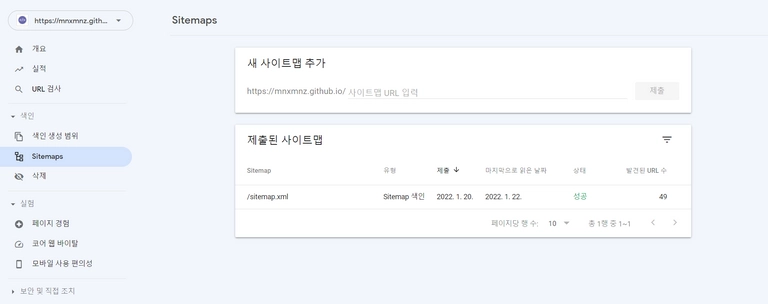 https://mnxmnz.gith...
개요
실적
URL 검사
색인
색인 생성 범위
Sitemaps
삭제
실험
페이지 경험
코어 웹 바이탈
모바일 사용 편의성
보안 및 직접 조치
Sitemaps
새 사이트맵 추가
https://mnxmnz.github.io/ 사이트맵 URL 입력 제출
제출된 사이트맵
Sitemap 유형 제출 마지막으로 읽은 날짜 상태 발견된 URL 수
/sitemap.xml Sitemap 색인 2022. 1. 20. 2022. 1. 22. 성공 49
페이지당 행 수: 10 총 1행 중 1~1